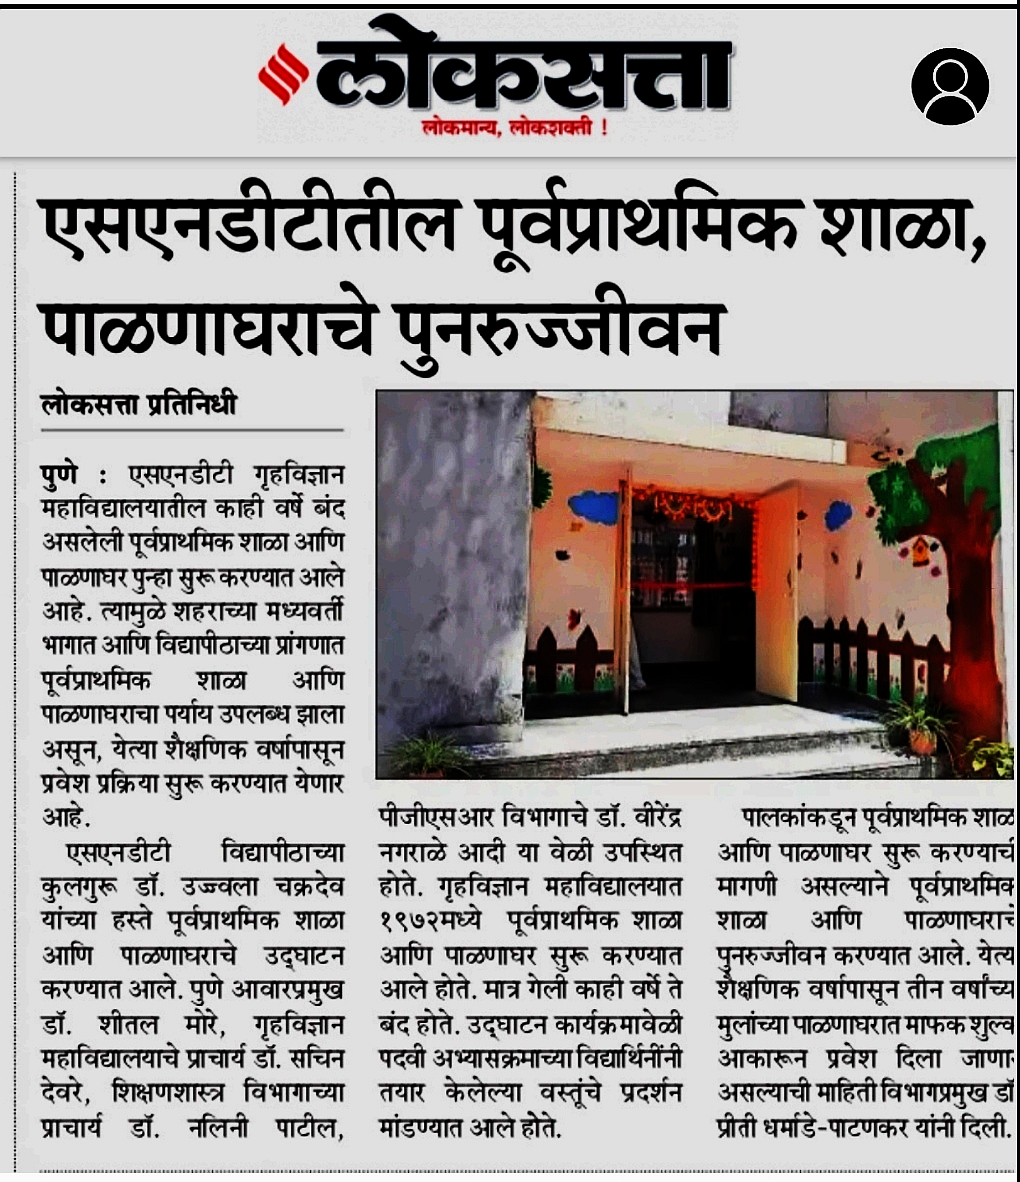 लोकसत्ता
लोकमान्य, लोकशक्ती !
एसएनडीटीतील पूर्वप्राथमिक शाळा,
पाळणाघराचे पुनरुज्जीवन
लोकसत्ता प्रतिनिधी
पुणे : एसएनडीटी गृहविज्ञान
महाविद्यालयातील काही वर्षे बंद
असलेली पूर्वप्राथमिक शाळा आणि
पाळणाघर पुन्हा सुरू करण्यात आले
आहे. त्यामुळे शहराच्या मध्यवर्ती
भागात आणि विद्यापीठाच्या प्रांगणात
पूर्वप्राथमिक शाळा आणि
पाळणाघराचा पर्याय उपलब्ध झाला
असून, येत्या शैक्षणिक वर्षापासून
प्रवेश प्रक्रिया सुरू करण्यात येणार
आहे.
एसएनडीटी विद्यापीठाच्या
कुलगुरू डॉ. उज्ज्वला चक्रदेव
यांच्या हस्ते पूर्वप्राथमिक शाळा
आणि पाळणाघराचे उद्‌घाटन
करण्यात आले. पुणे आवारप्रमुख
डॉ. शीतल मोरे, गृहविज्ञान
महाविद्यालयाचे प्राचार्य डॉ. सचिन
देवरे, शिक्षणशास्त्र विभागाच्या
प्राचार्य डॉ. नलिनी पाटील,
पीजीएसआर विभागाचे डॉ. वीरेंद्र
नगराळे आदी या वेळी उपस्थित
होते. गृहविज्ञान महाविद्यालयात
१९७२मध्ये पूर्वप्राथमिक शाळा
आणि पाळणाघर सुरू करण्यात
आले होते. मात्र गेली काही वर्षे ते
बंद होते. उद्‌घाटन कार्यक्रमावेळी
पदवी अभ्यासक्रमाच्या विद्यार्थिनींनी
तयार केलेल्या वस्तूंचे प्रदर्शन
मांडण्यात आले होते.
पालकांकडून पूर्वप्राथमिक शाळ
आणि पाळणाघर सुरू करण्याची
मागणी असल्याने पूर्वप्राथमिक
शाळा आणि पाळणाघराचे
पुनरुज्जीवन करण्यात आले. येत्य
शैक्षणिक वर्षापासून तीन वर्षांच्य
मुलांच्या पाळणाघरात माफक शुल्क
आकारून प्रवेश दिला जाणार
असल्याची माहिती विभागप्रमुख डॉ
प्रीती धर्माडे-पाटणकर यांनी दिली.